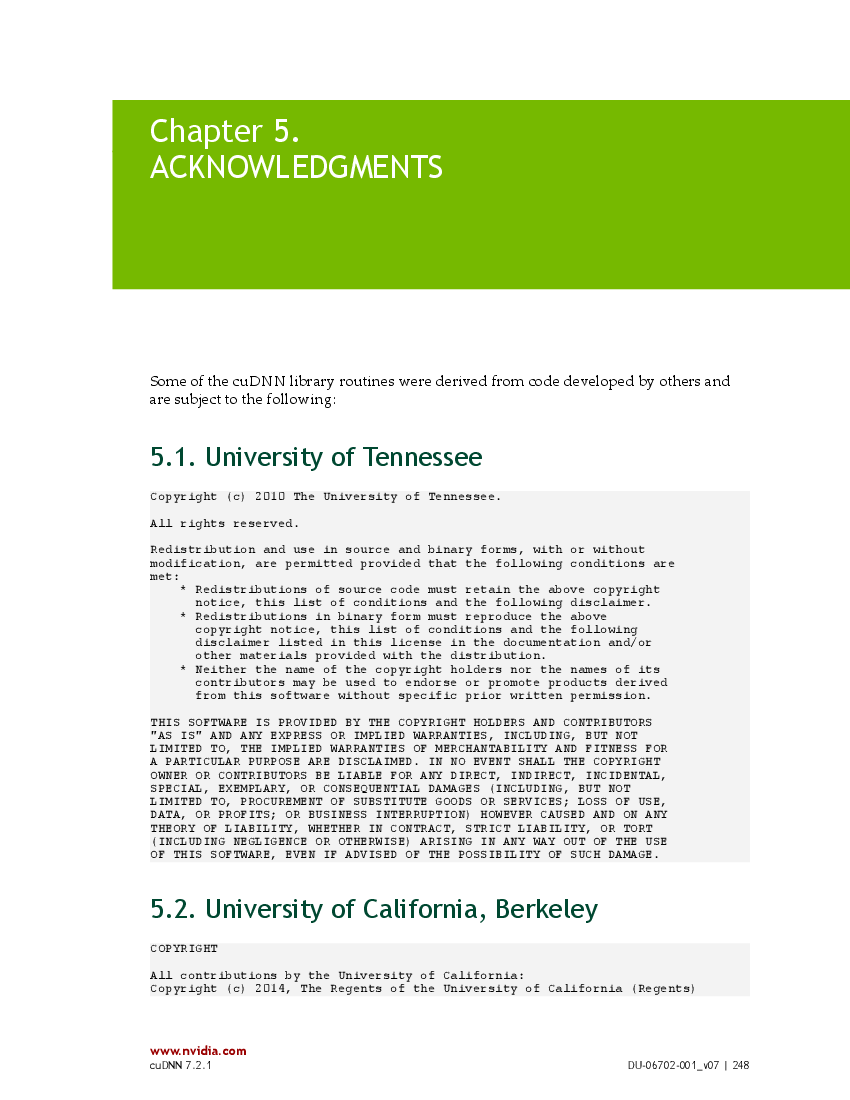 Chapter 5.
ACKNOWLEDGMENTS
Some of the cuDNN library routines were derived from code developed by others and
are subject to the following:
5.1. University of Tennessee
Copyright (c) 2010 The University of Tennessee.
All rights reserved.
Redistribution and use in source and binary forms, with or without
modification, are permitted provided that the following conditions are
met:
* Redistributions of source code must retain the above copyright
notice, this list of conditions and the following disclaimer.
* Redistributions in binary form must reproduce the above
copyright notice, this list of conditions and the following
disclaimer listed in this license in the documentation and/or
other materials provided with the distribution.
* Neither the name of the copyright holders nor the names of its
contributors may be used to endorse or promote products derived
from this software without specific prior written permission.
THIS SOFTWARE IS PROVIDED BY THE COPYRIGHT HOLDERS AND CONTRIBUTORS
"AS IS" AND ANY EXPRESS OR IMPLIED WARRANTIES, INCLUDING, BUT NOT
LIMITED TO, THE IMPLIED WARRANTIES OF MERCHANTABILITY AND FITNESS FOR
A PARTICULAR PURPOSE ARE DISCLAIMED. IN NO EVENT SHALL THE COPYRIGHT
OWNER OR CONTRIBUTORS BE LIABLE FOR ANY DIRECT, INDIRECT, INCIDENTAL,
SPECIAL, EXEMPLARY, OR CONSEQUENTIAL DAMAGES (INCLUDING, BUT NOT
LIMITED TO, PROCUREMENT OF SUBSTITUTE GOODS OR SERVICES; LOSS OF USE,
DATA, OR PROFITS; OR BUSINESS INTERRUPTION) HOWEVER CAUSED AND ON ANY
THEORY OF LIABILITY, WHETHER IN CONTRACT, STRICT LIABILITY, OR TORT
(INCLUDING NEGLIGENCE OR OTHERWISE) ARISING IN ANY WAY OUT OF THE USE
OF THIS SOFTWARE, EVEN IF ADVISED OF THE POSSIBILITY OF SUCH DAMAGE.
5.2. University of California, Berkeley
COPYRIGHT
All contributions by the University of California:
Copyright (c) 2014, The Regents of the University of California (Regents)
www.nvidia.com
cuDNN 7.2.1
DU-06702-001_v07 | 248